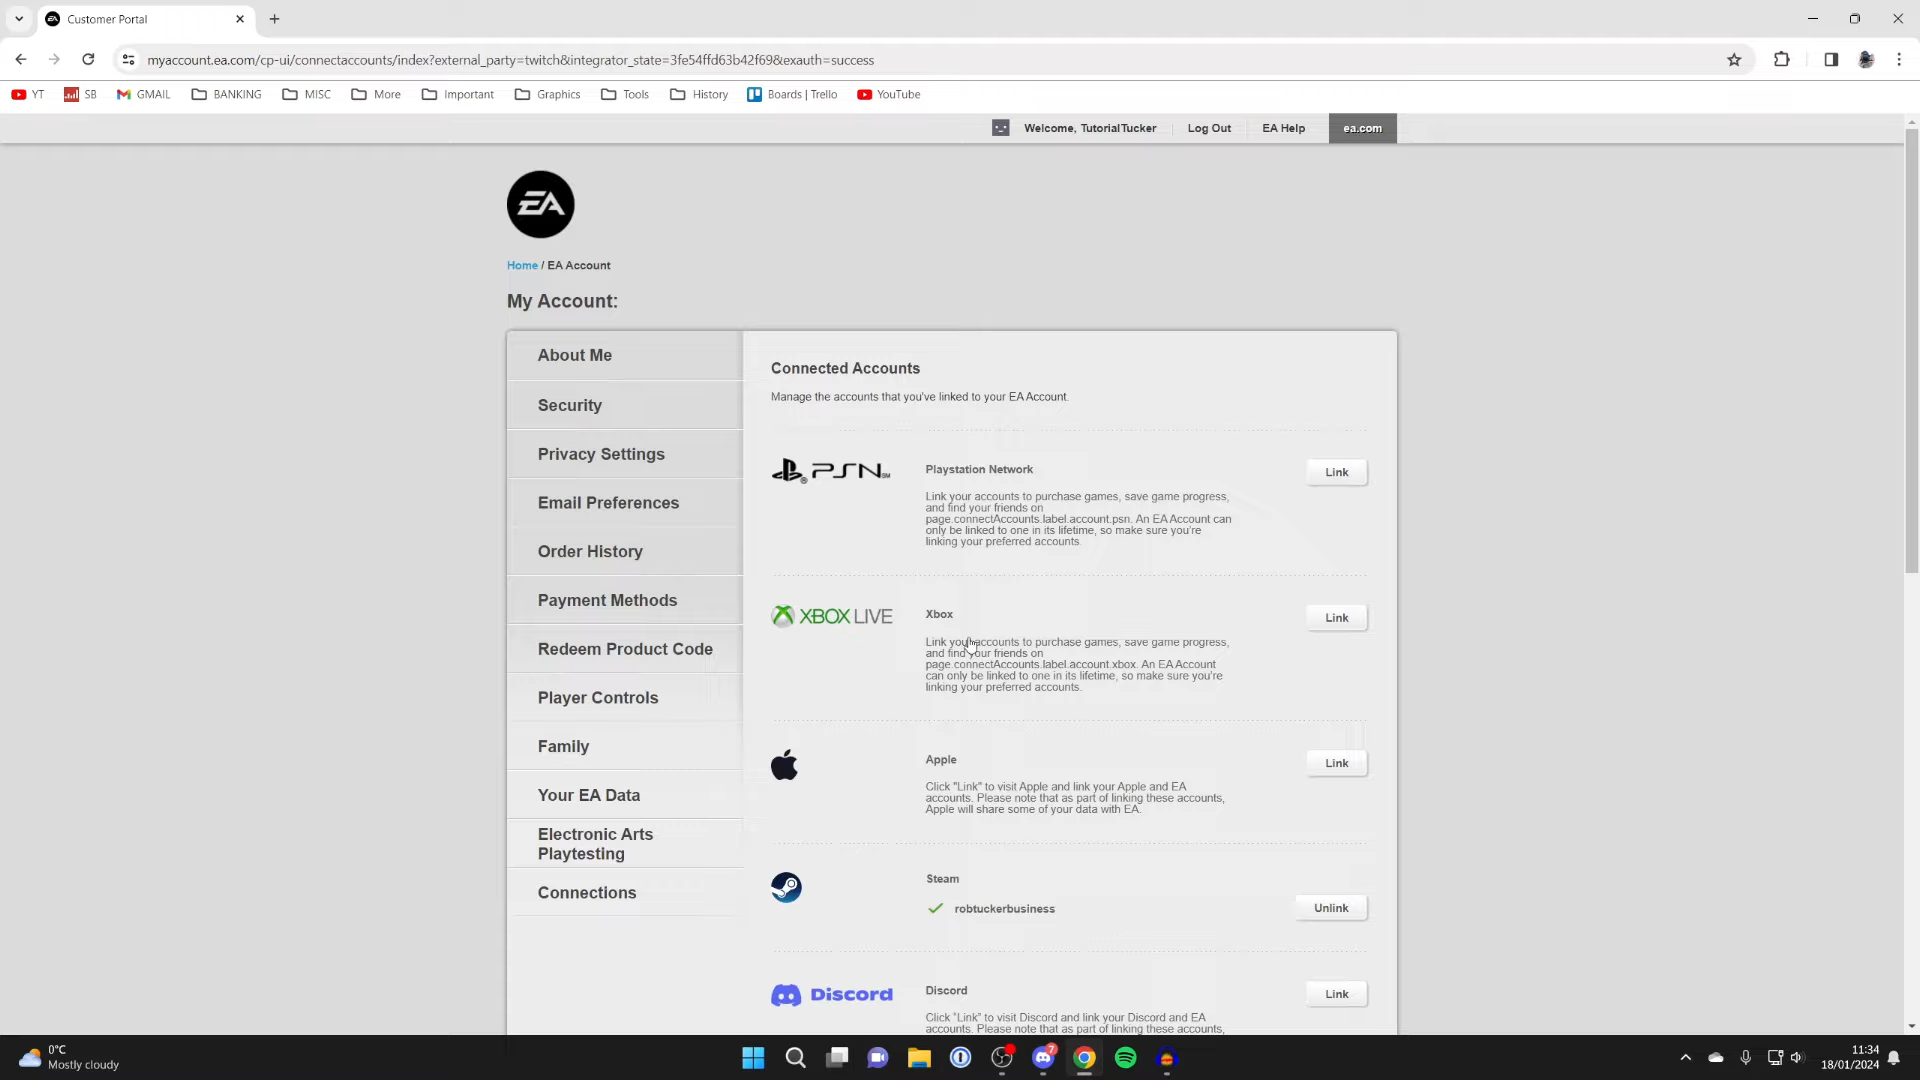 Customer Portal
myaccount.ea.com/cp-ui/connectaccounts/index?external_party=twitch&integrator_state=3fe54ffd63b42f69&exauth=success
YT SB GMAIL BANKING MISC More Important Graphics Tools History Boards | Trello YouTube
Welcome, TutorialTucker Log Out EA Help ea.com
EA
Home / EA Account
My Account:
About Me
Security
Privacy Settings
Email Preferences
Order History
Payment Methods
Redeem Product Code
Player Controls
Family
Your EA Data
Electronic Arts
Playtesting
Connections
Connected Accounts
Manage the accounts that you've linked to your EA Account.
PSN
Playstation Network
Link
Link your accounts to purchase games, save game progress,
and find your friends on
page.connectAccounts.label.account.psn. An EA Account can
only be linked to one in its lifetime, so make sure you're
linking your preferred accounts.
XBOX LIVE
Xbox
Link
Link your accounts to purchase games, save game progress,
and find your friends on
page.connectAccounts.label.account.xbox. An EA Account
can only be linked to one in its lifetime, so make sure you're
linking your preferred accounts.
Apple
Link
Click "Link" to visit Apple and link your Apple and EA
accounts. Please note that as part of linking these accounts,
Apple will share some of your data with EA.
Steam
robtuckerbusiness
Unlink
Discord
Discord
Link
Click "Link" to visit Discord and link your Discord and EA
accounts. Please note that as part of linking these accounts,
0°C
Mostly cloudy
7
11:34
18/01/2024